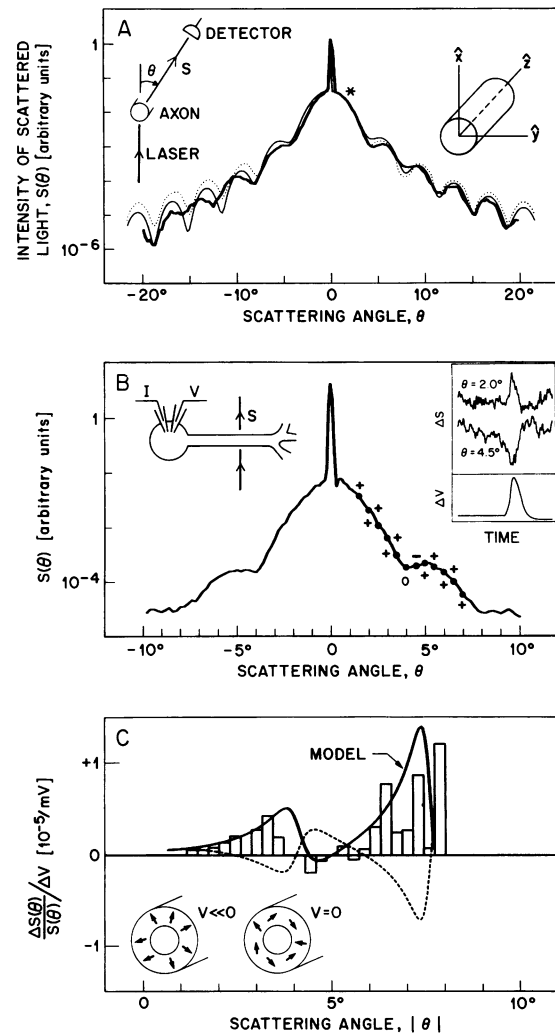 A
DETECTOR
θ
S
AXON
LASER
*
x̂
ẑ
ŷ
INTENSITY OF SCATTERED
LIGHT, S(θ) [arbitrary units]
1
10⁻⁶
-20° -10° 0 10° 20°
SCATTERING ANGLE, θ
B
I V
S
S(θ) [arbitrary units]
1
10⁻⁴
+ + + + + + + O − + + + + + +
ΔS
θ = 2.0°
θ = 4.5°
ΔV
TIME
-10° -5° 0 5° 10°
SCATTERING ANGLE, θ
C
MODEL
ΔS(θ)/S(θ) /ΔV [10⁻⁵/mV]
+1
0
-1
V<<0
V=0
0 5° 10°
SCATTERING ANGLE, |θ|